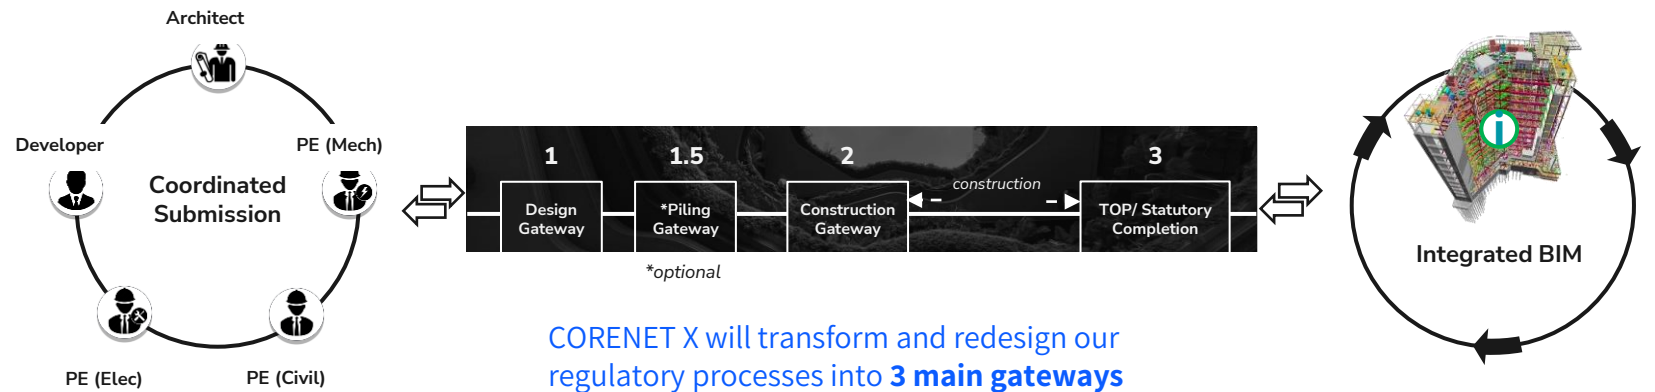 Architect
Developer
PE (Mech)
Coordinated
Submission
PE (Elec)
PE (Civil)
1
Design
Gateway
1.5
*Piling
Gateway
*optional
2
Construction
Gateway
construction
3
TOP/ Statutory
Completion
CORENET X will transform and redesign our
regulatory processes into 3 main gateways
Integrated BIM